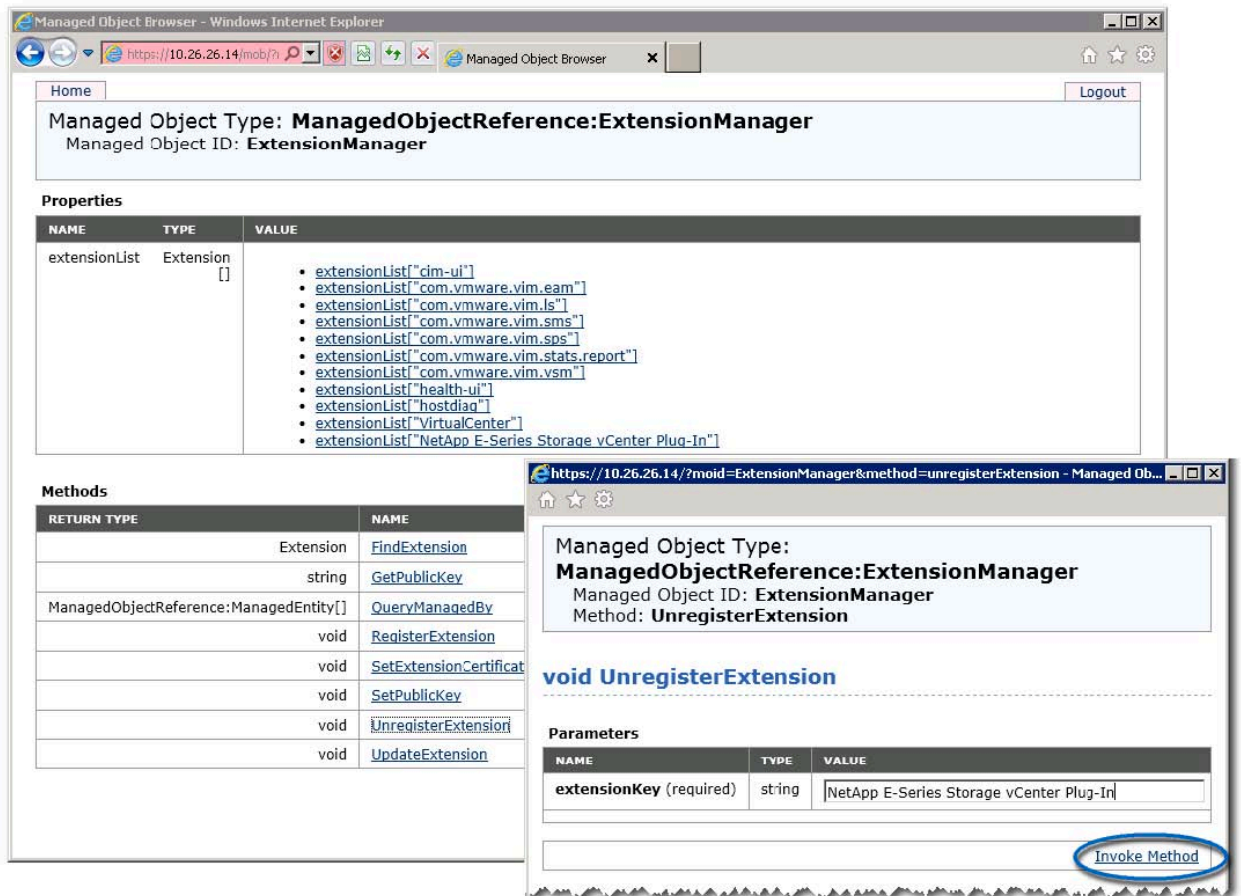 Managed Object Browser - Windows Internet Explorer
https://10.26.26.14/mob/?
Managed Object Browser
Home
Logout
Managed Object Type: ManagedObjectReference:ExtensionManager
Managed Object ID: ExtensionManager
Properties
NAME TYPE VALUE
extensionList Extension
[]
• extensionList["cim-ui"]
• extensionList["com.vmware.vim.eam"]
• extensionList["com.vmware.vim.ls"]
• extensionList["com.vmware.vim.sms"]
• extensionList["com.vmware.vim.sps"]
• extensionList["com.vmware.vim.stats.report"]
• extensionList["com.vmware.vim.vsm"]
• extensionList["health-ui"]
• extensionList["hostdiag"]
• extensionList["VirtualCenter"]
• extensionList["NetApp E-Series Storage vCenter Plug-In"]
Methods
RETURN TYPE NAME
Extension FindExtension
string GetPublicKey
ManagedObjectReference:ManagedEntity[] QueryManagedBy
void RegisterExtension
void SetExtensionCertificat
void SetPublicKey
void UnregisterExtension
void UpdateExtension
https://10.26.26.14/?moid=ExtensionManager&method=unregisterExtension - Managed Ob...
Managed Object Type:
ManagedObjectReference:ExtensionManager
Managed Object ID: ExtensionManager
Method: UnregisterExtension
void UnregisterExtension
Parameters
NAME TYPE VALUE
extensionKey (required) string NetApp E-Series Storage vCenter Plug-In
Invoke Method